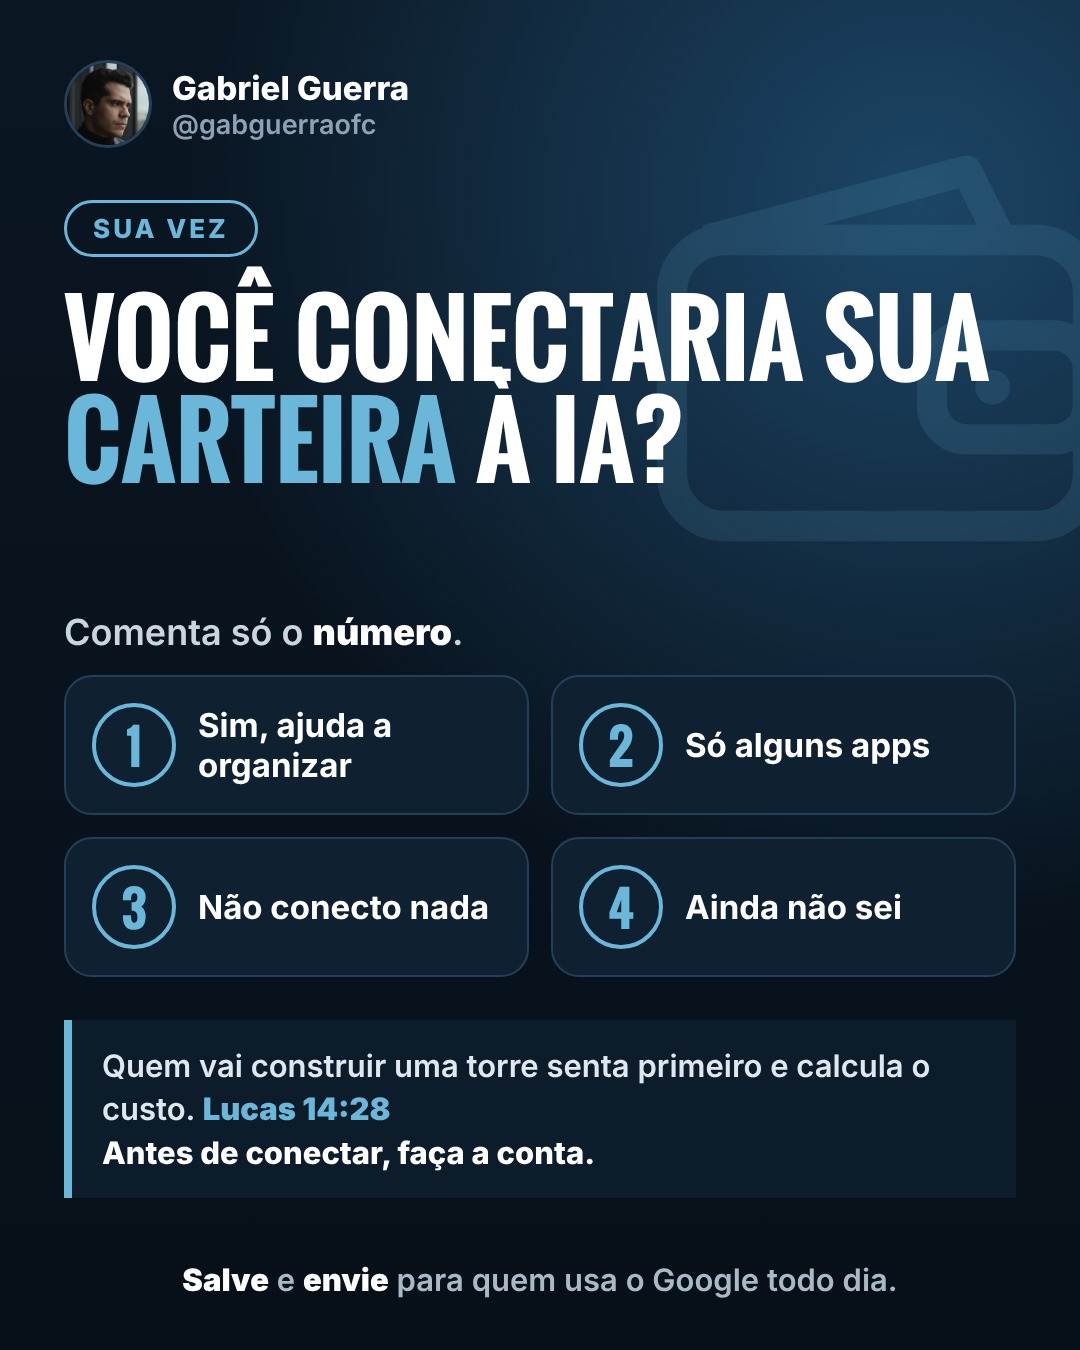 Gabriel Guerra
@gabguerraofc
SUA VEZ
VOCÊ CONECTARIA SUA
CARTEIRA À IA?
Comenta só o número.
1
Sim, ajuda a
organizar
2
Só alguns apps
3
Não conecto nada
4
Ainda não sei
Quem vai construir uma torre senta primeiro e calcula o
custo. Lucas 14:28
Antes de conectar, faça a conta.
Salve e envie para quem usa o Google todo dia.